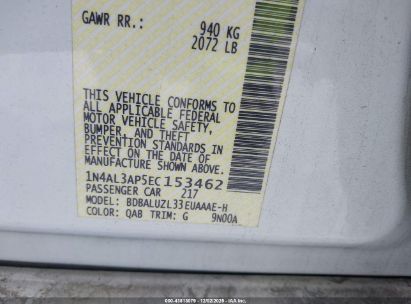 GAWR RR.: 940 KG
2072 LB
THIS VEHICLE CONFORMS TO
ALL APPLICABLE FEDERAL
MOTOR VEHICLE SAFETY,
BUMPER, AND THEFT
PREVENTION STANDARDS
IN EFFECT ON THE DATE OF
MANUFACTURE SHOWN ABOVE.
1N4AL3AP5EC153462
PASSENGER CAR 217
MODEL: BDBALUZL33EUAAAE-H
COLOR: QAB TRIM: G 9N00A